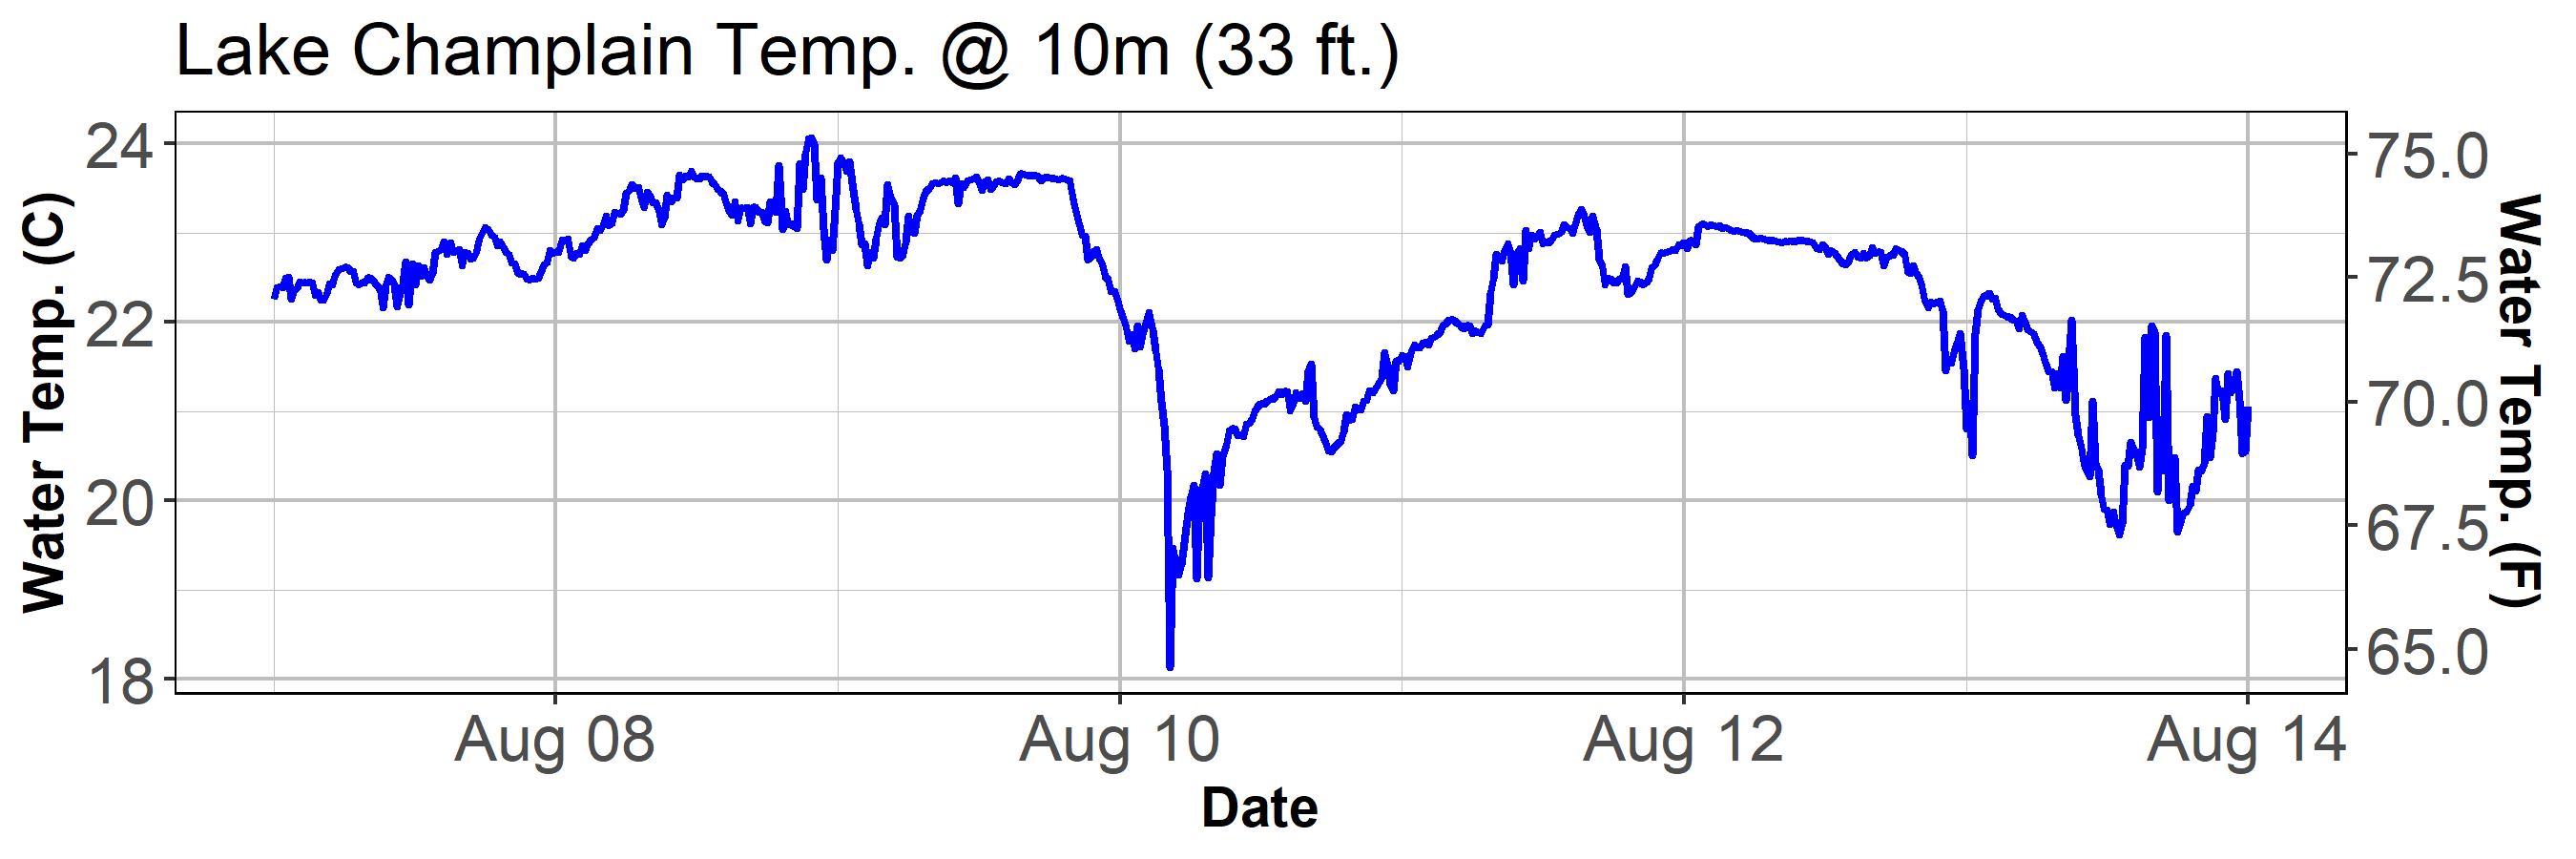 Lake Champlain Temp. @ 10m (33 ft.)
Water Temp. (C)
24
22
20
18
75.0
72.5
70.0
67.5
65.0
Water Temp. (F)
Aug 08
Aug 10
Aug 12
Aug 14
Date